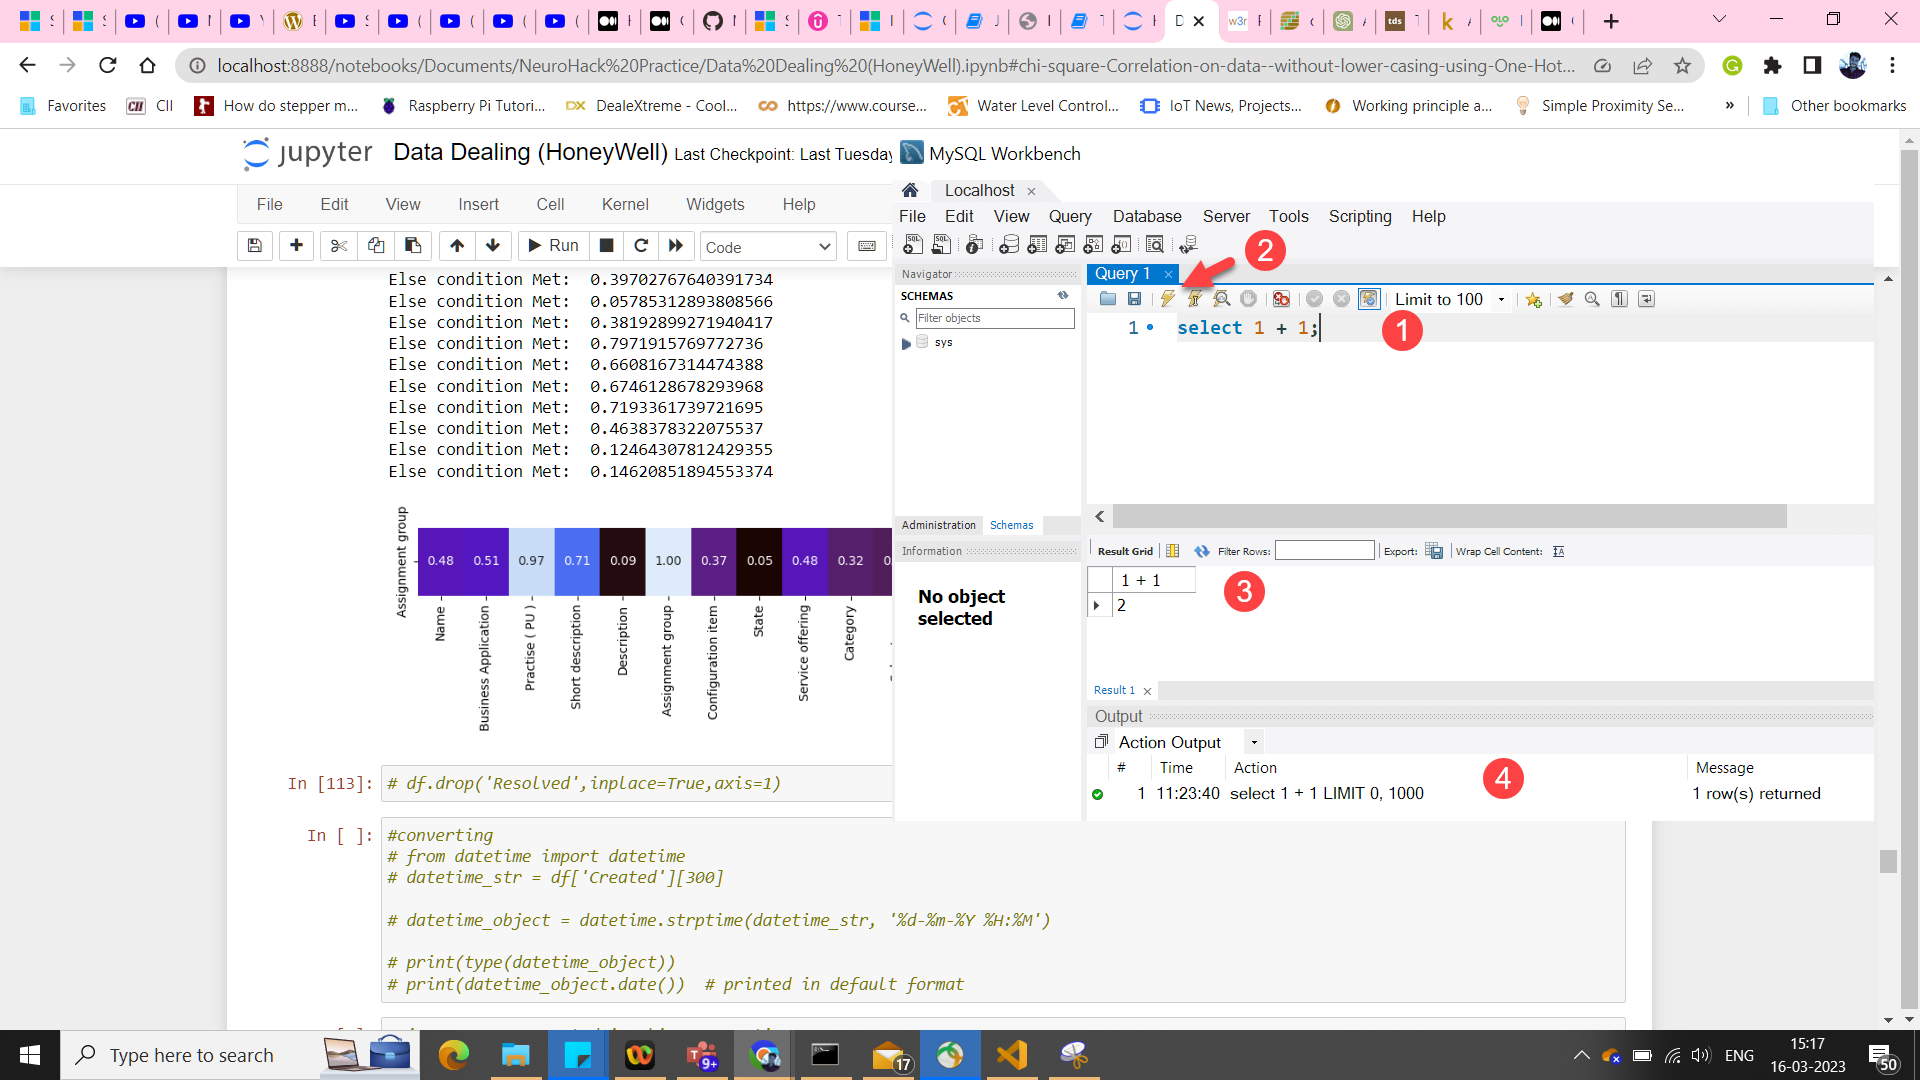 localhost:8888/notebooks/Documents/NeuroHack%20Practice/Data%20Dealing%20(HoneyWell).ipynb#chi-square-Correlation-on-data--without-lower-casing-using-One-Hot...
Favorites
CII
How do stepper m...
Raspberry Pi Tutori...
DealeXtreme - Cool...
https://www.course...
Water Level Control...
IoT News, Projects...
Working principle a...
Simple Proximity Se...
»
Other bookmarks
jupyter
Data Dealing (HoneyWell) Last Checkpoint: Last Tuesday
File Edit View Insert Cell Kernel Widgets Help
Run
Code
Else condition Met:  0.39702767640391734
Else condition Met:  0.05785312893808566
Else condition Met:  0.38192899271940417
Else condition Met:  0.7971915769772736
Else condition Met:  0.6608167314474388
Else condition Met:  0.6746128678293968
Else condition Met:  0.7193361739721695
Else condition Met:  0.4638378322075537
Else condition Met:  0.12464307812429355
Else condition Met:  0.14620851894553374
Assignment group
0.48 0.51 0.97 0.71 0.09 1.00 0.37 0.05 0.48 0.32
Name
Business Application
Practise ( PU )
Short description
Description
Assignment group
Configuration item
State
Service offering
Category
In [113]: # df.drop('Resolved',inplace=True,axis=1)
In [ ]: #converting
# from datetime import datetime
# datetime_str = df['Created'][300]
# datetime_object = datetime.strptime(datetime_str, '%d-%m-%Y %H:%M')
# print(type(datetime_object))
# print(datetime_object.date())  # printed in default format
MySQL Workbench
Localhost ×
File Edit View Query Database Server Tools Scripting Help
2
Navigator
Query 1 ×
SCHEMAS
Filter objects
sys
Limit to 100
1
1 select 1 + 1;
Administration Schemas
Information
No object
selected
Result Grid Filter Rows: Export: Wrap Cell Content:
1 + 1
2
3
Result 1 ×
Output
Action Output
# Time Action Message
4
1 11:23:40 select 1 + 1 LIMIT 0, 1000 1 row(s) returned
Type here to search
9+
17
ENG
15:17
16-03-2023
50